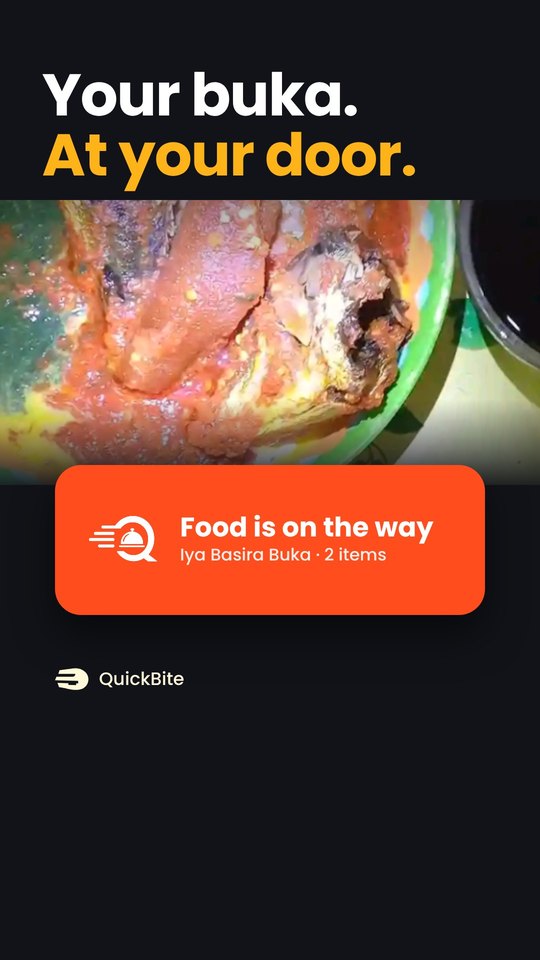 Your buka.
At your door.
Food is on the way
Iya Basira Buka · 2 items
QuickBite